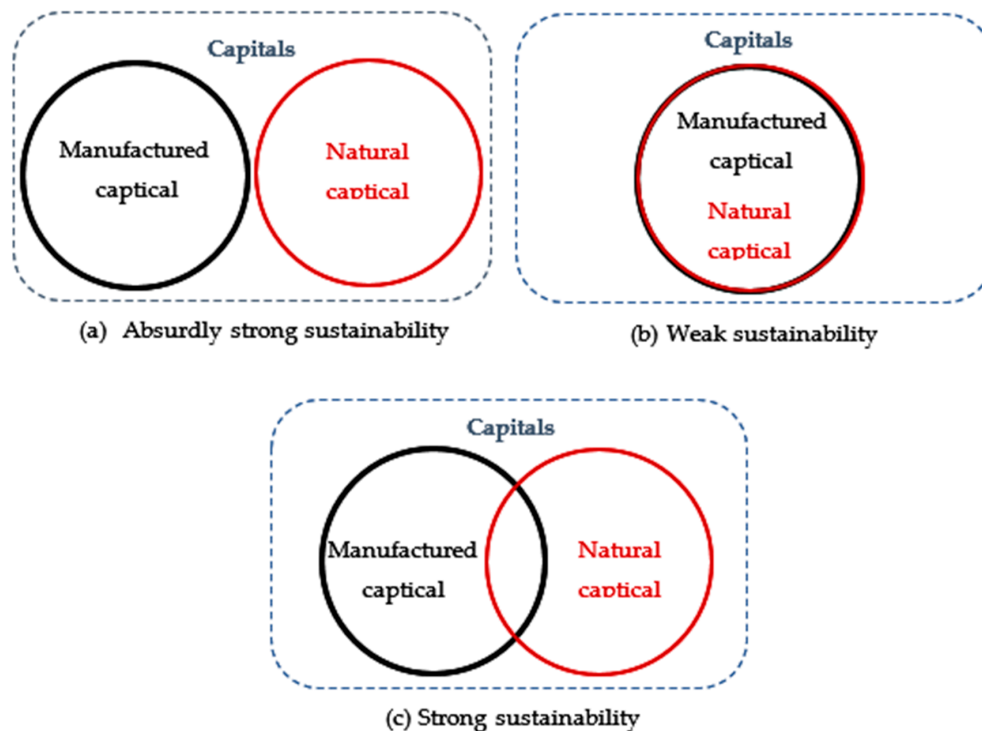 Capitals
Manufactured
captical
Natural
captical
(a) Absurdly strong sustainability
Capitals
Manufactured
captical
Natural
captical
(b) Weak sustainability
Capitals
Manufactured
captical
Natural
captical
(c) Strong sustainability